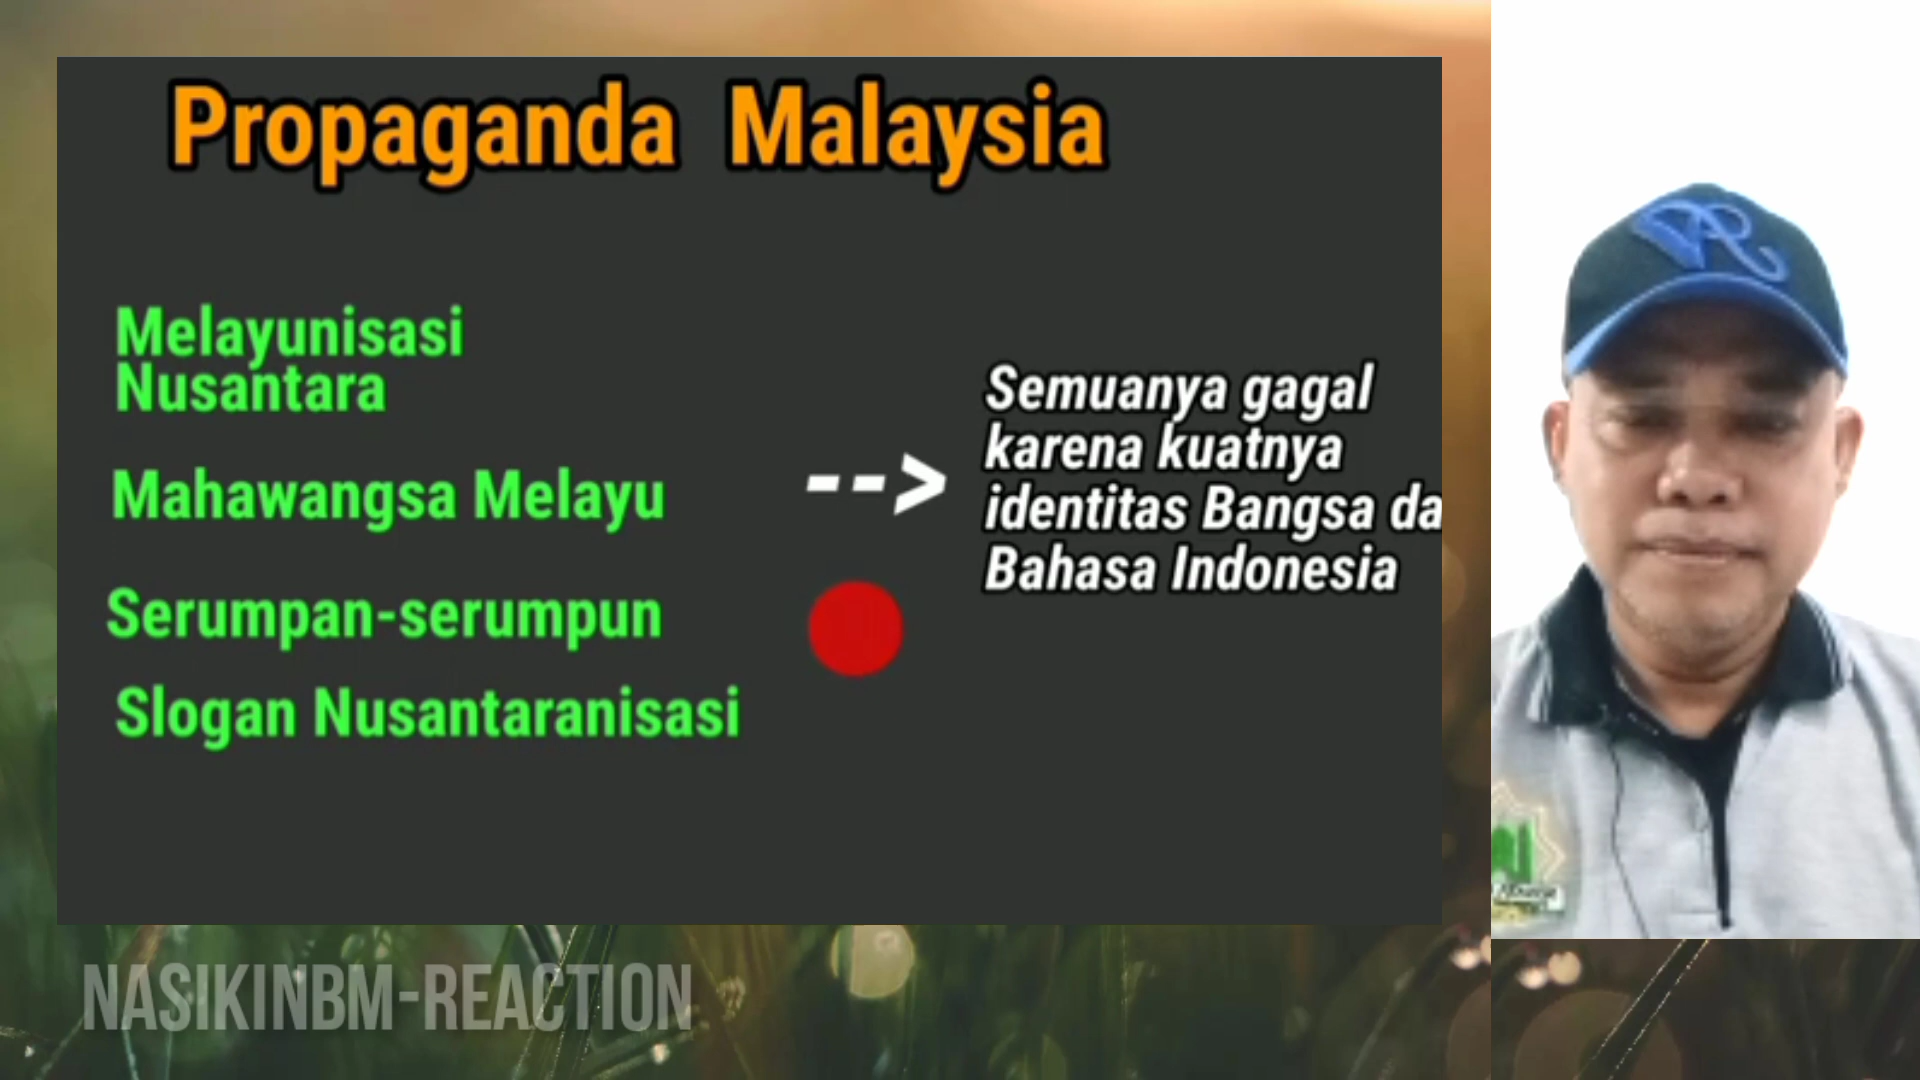 Propaganda Malaysia
Melayunisasi
Nusantara
Mahawangsa Melayu
Serumpan-serumpun
Slogan Nusantaranisasi
-->
Semuanya gagal
karena kuatnya
identitas Bangsa da
Bahasa Indonesia
NASIKINBM-REACTION